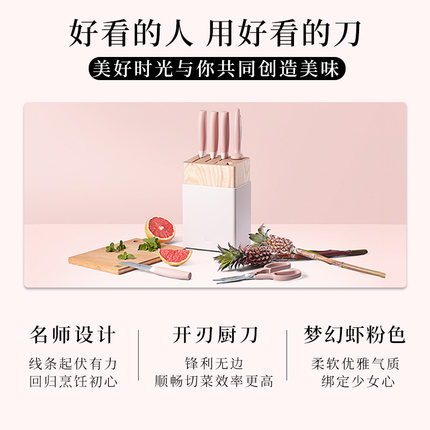 好看的人 用好看的刀
美好时光与你共同创造美味
名师设计
线条起伏有力
回归烹饪初心
开刃厨刀
锋利无边
顺畅切菜效率更高
梦幻虾粉色
柔软优雅气质
绑定少女心